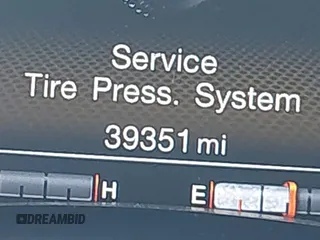 Service
Tire Press. System
39351 mi
H E
DREAMBID